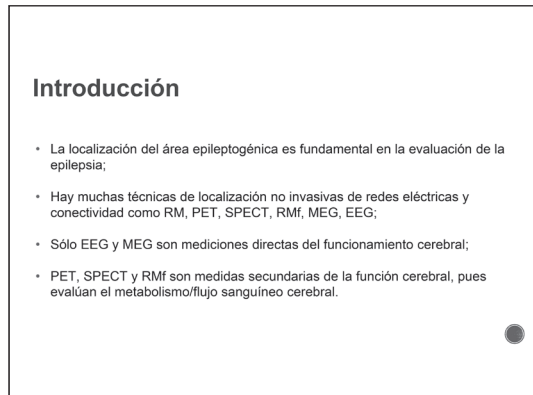 Introducción
• La localización del área epileptogénica es fundamental en la evaluación de la
epilepsia;
• Hay muchas técnicas de localización no invasivas de redes eléctricas y
conectividad como RM, PET, SPECT, RMf, MEG, EEG;
• Sólo EEG y MEG son mediciones directas del funcionamiento cerebral;
• PET, SPECT y RMf son medidas secundarias de la función cerebral, pues
evalúan el metabolismo/flujo sanguíneo cerebral.